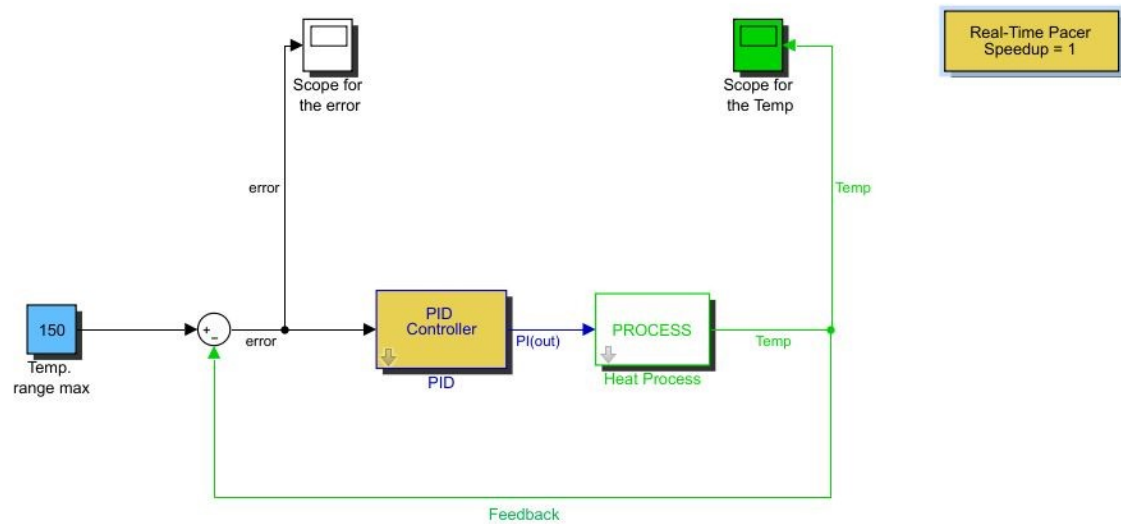 Real-Time Pacer
Speedup = 1
Scope for
the error
Scope for
the Temp
error
Temp
150
Temp.
range max
+
-
error
PID
Controller
PID
PI(out)
PROCESS
Heat Process
Temp
Feedback